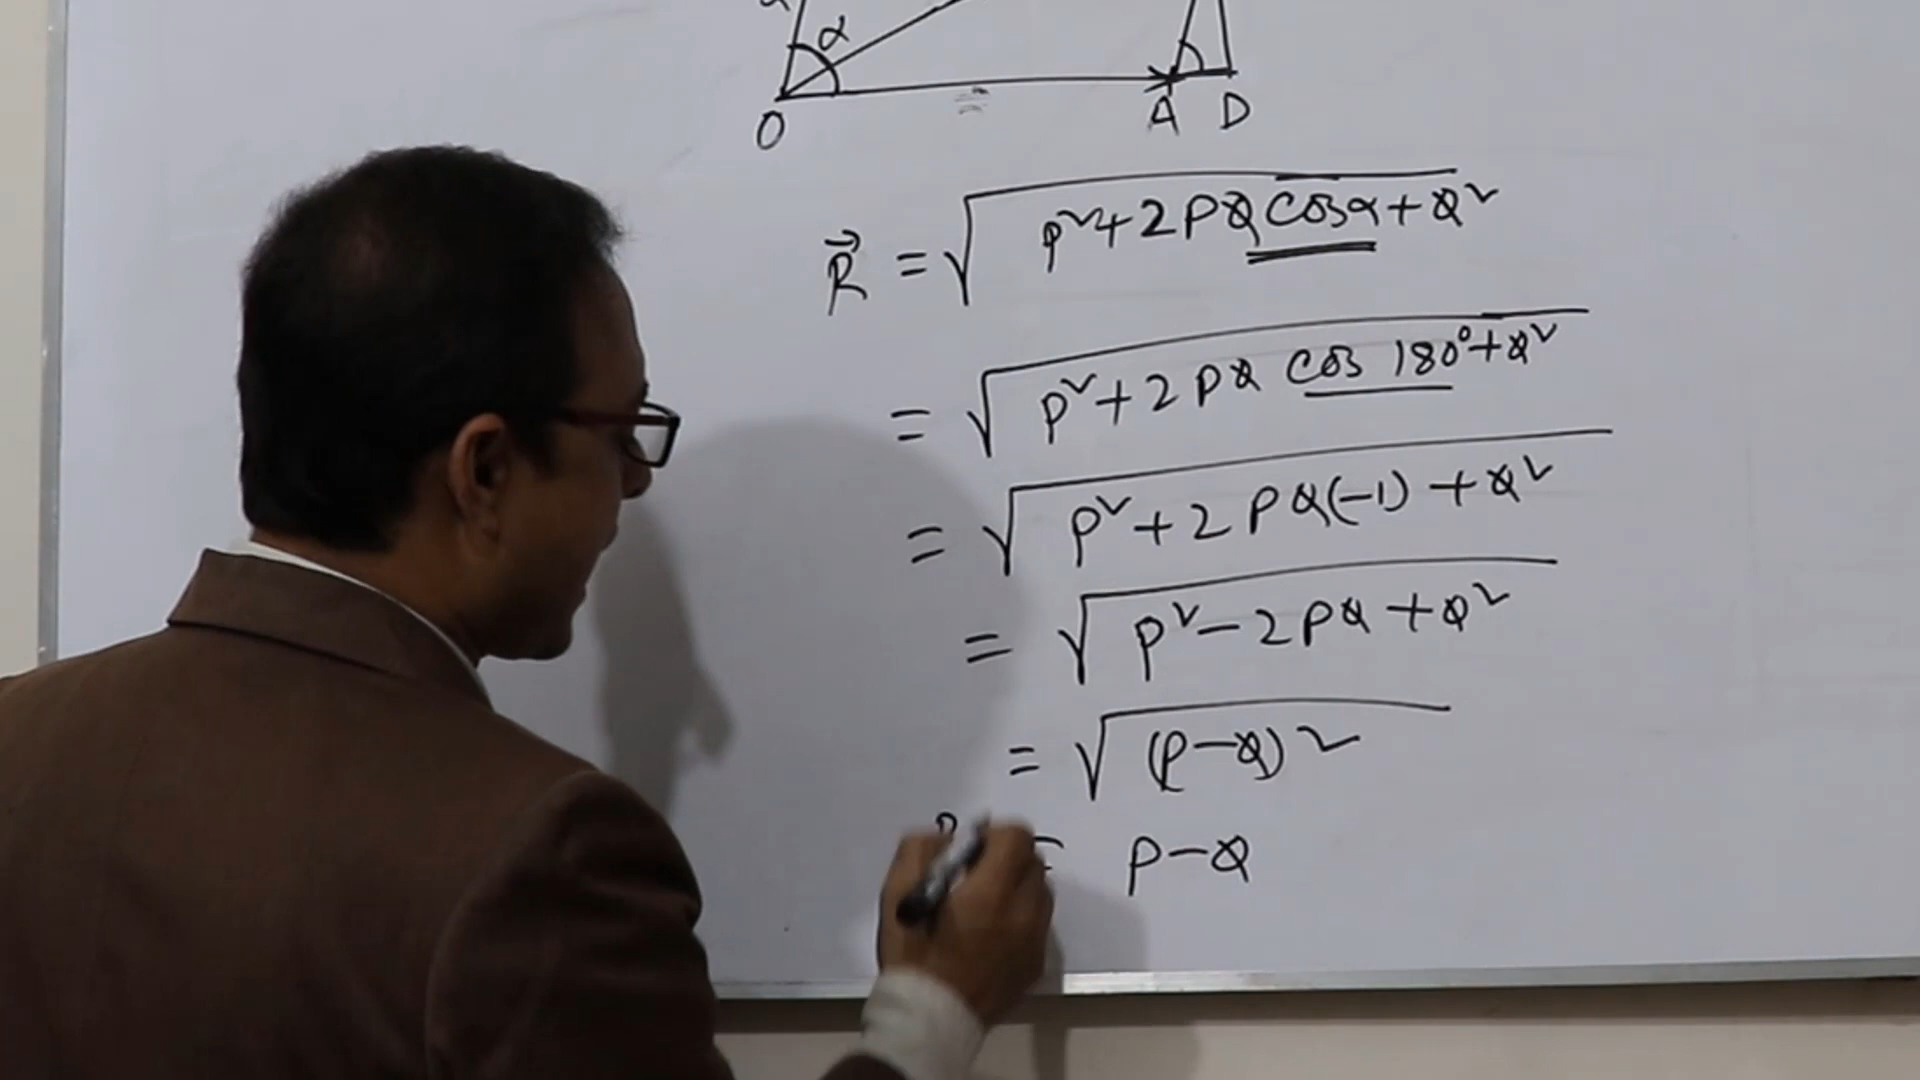 α
O A D
R⃗ = √(P² + 2PQ cosα + Q²)
= √(P² + 2PQ cos 180° + Q²)
= √(P² + 2PQ(-1) + Q²)
= √(P² - 2PQ + Q²)
= √((P-Q)²)
= P-Q